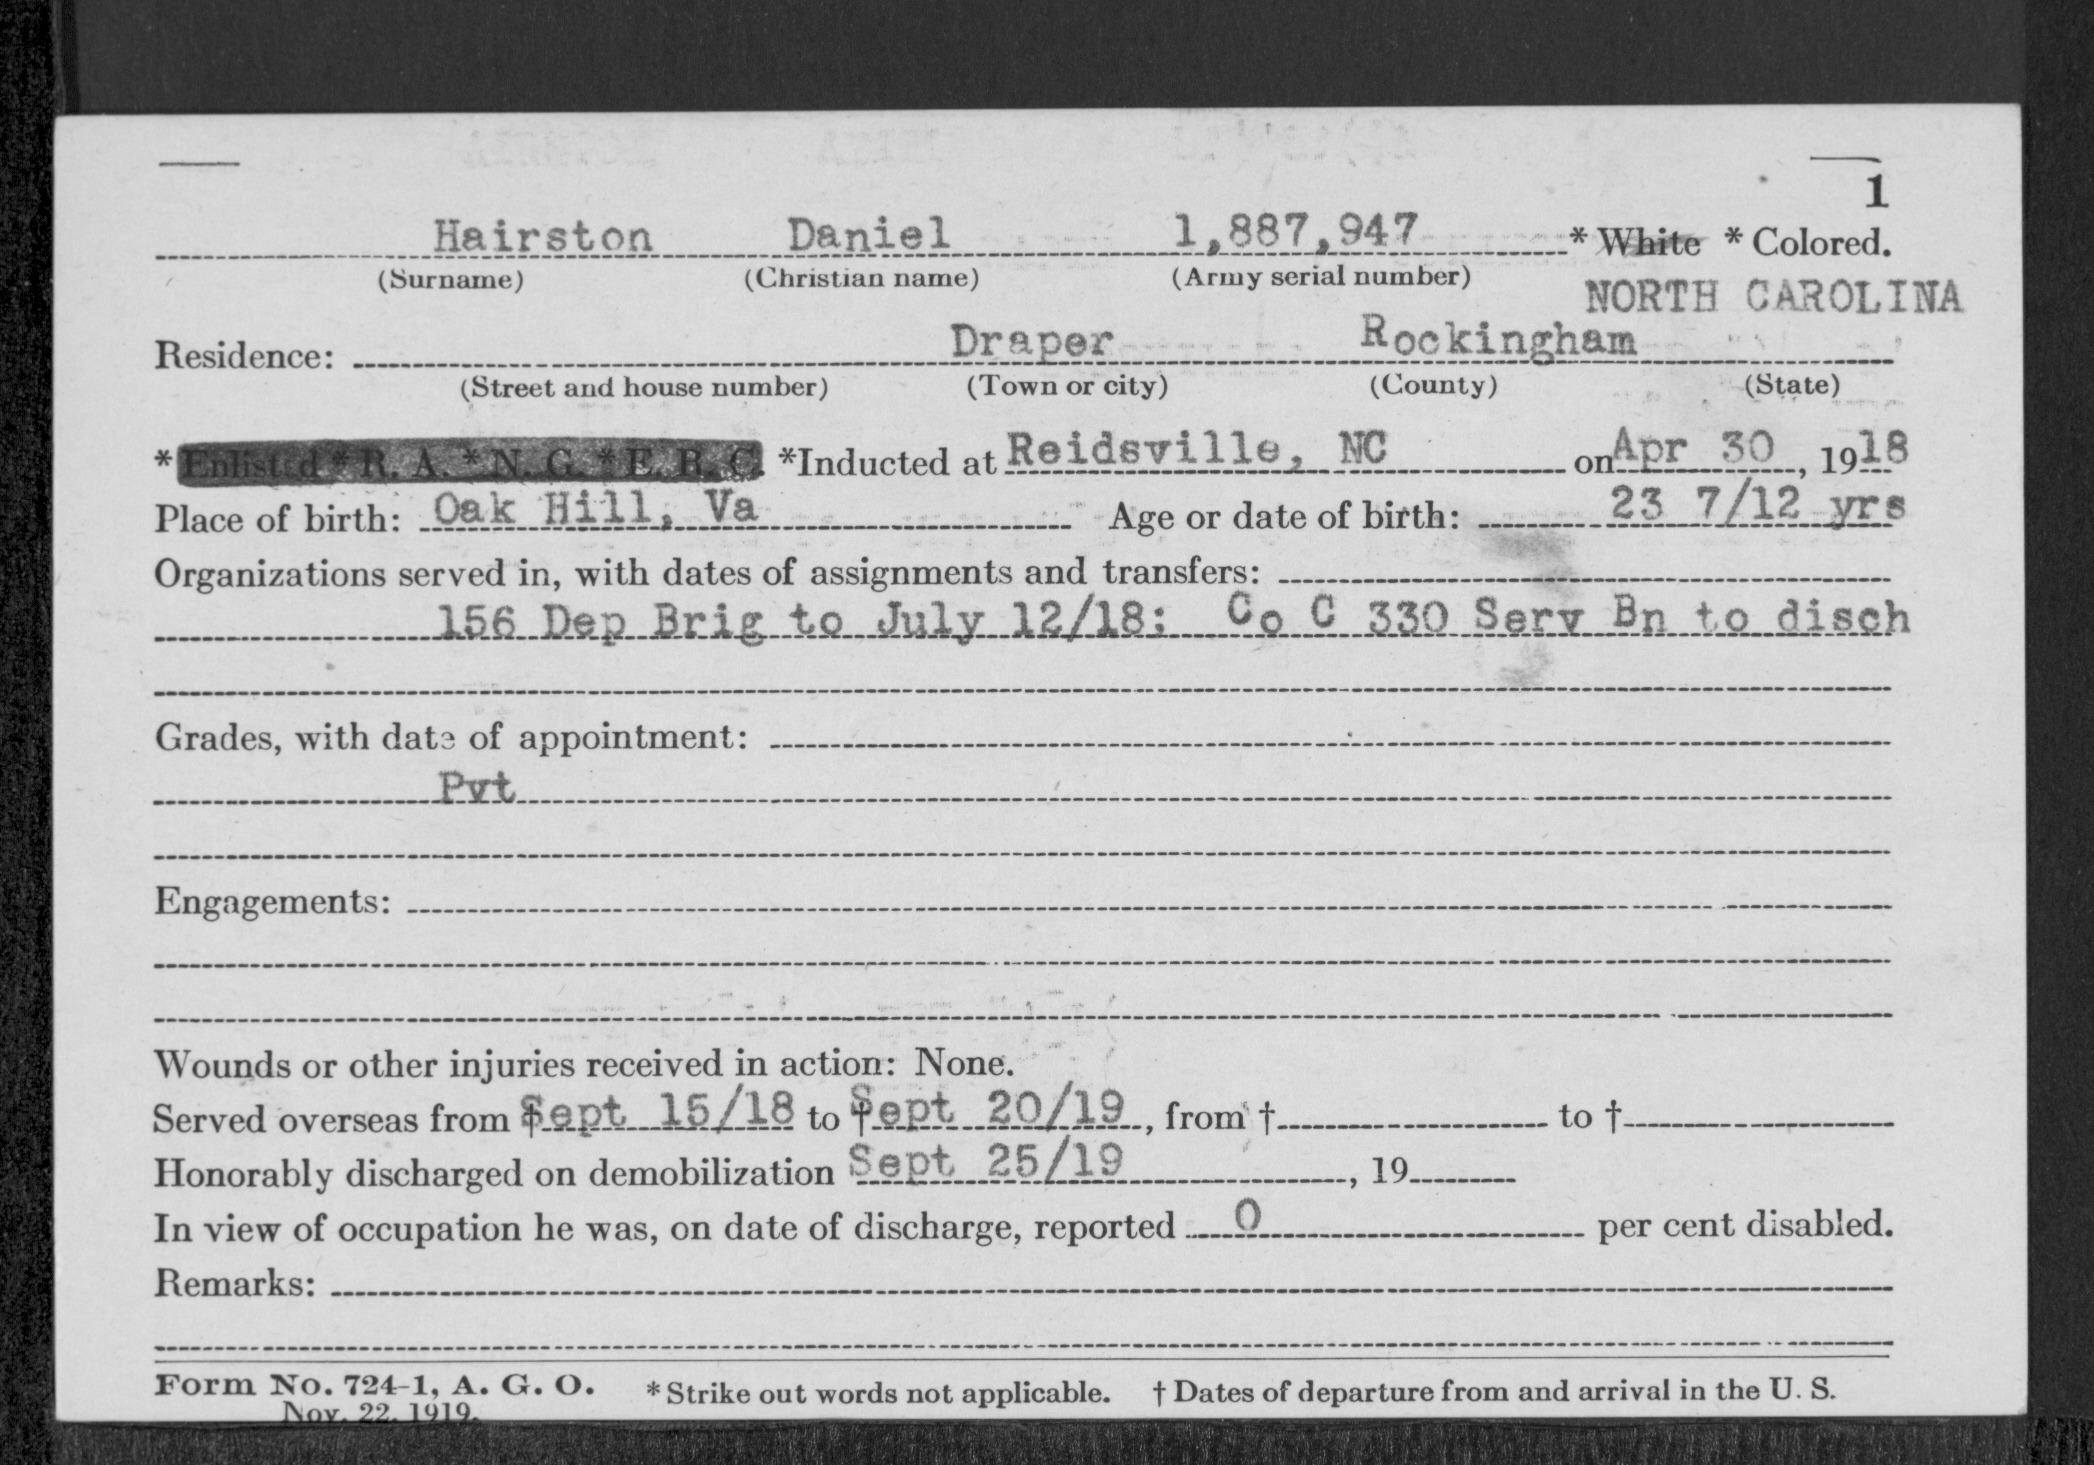 1
Hairston Daniel 1,887,947 * White * Colored.
(Surname) (Christian name) (Army serial number)
NORTH CAROLINA
Residence: Draper Rockingham
(Street and house number) (Town or city) (County) (State)
* Enlisted * R. A. * N. G. * E. R. C. *Inducted at Reidsville, NC on Apr 30, 1918
Place of birth: Oak Hill, Va Age or date of birth: 23 7/12 yrs
Organizations served in, with dates of assignments and transfers:
156 Dep Brig to July 12/18; Co C 330 Serv Bn to disch
Grades, with date of appointment:
Pvt
Engagements:
Wounds or other injuries received in action: None.
Served overseas from † Sept 15/18 to † Sept 20/19, from † to †
Honorably discharged on demobilization Sept 25/19, 19
In view of occupation he was, on date of discharge, reported 0 per cent disabled.
Remarks:
Form No. 724-1, A. G. O. * Strike out words not applicable. † Dates of departure from and arrival in the U. S.
Nov. 22, 1919.